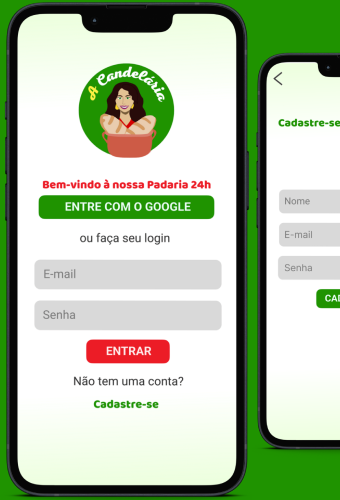 A Candelária
Bem-vindo à nossa Padaria 24h
ENTRE COM O GOOGLE
ou faça seu login
E-mail
Senha
ENTRAR
Não tem uma conta?
Cadastre-se
Cadastre-se
Nome
E-mail
Senha